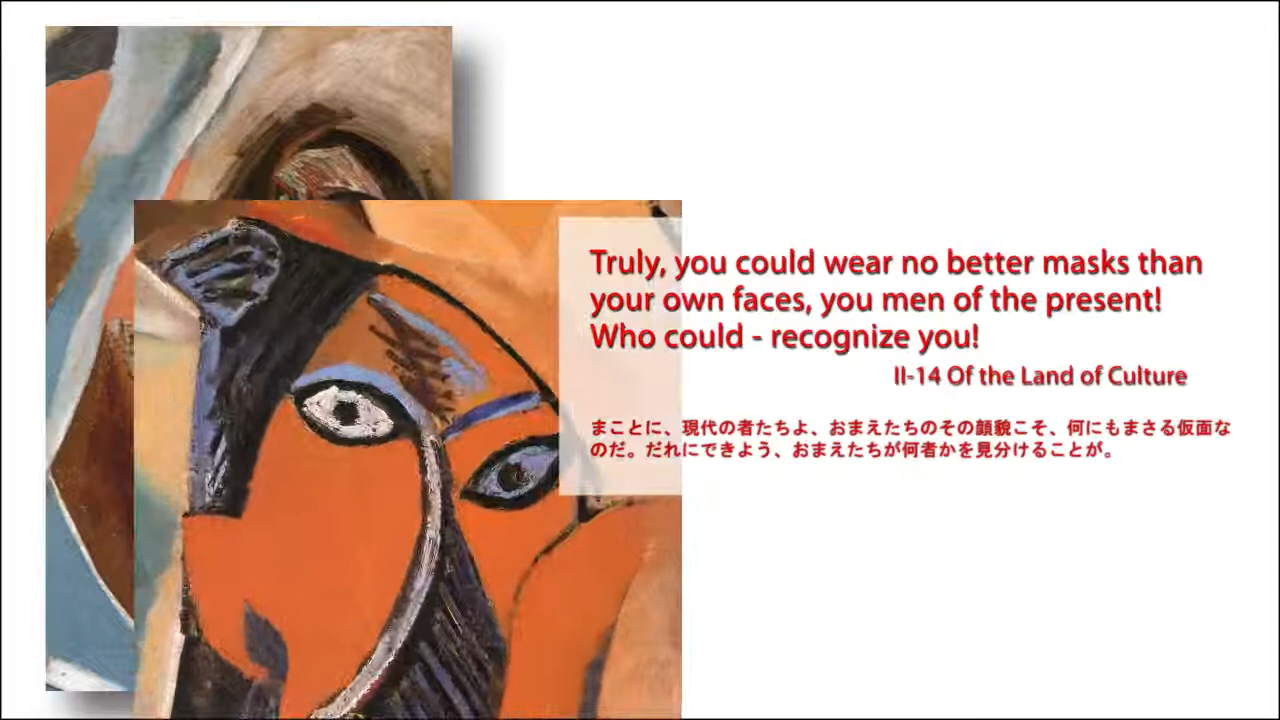 Truly, you could wear no better masks than
your own faces, you men of the present!
Who could - recognize you!
II-14 Of the Land of Culture
まことに、現代の者たちよ、おまえたちのその顔貌こそ、何にもまさる仮面な
のだ。だれにできよう、おまえたちが何者かを見分けることが。